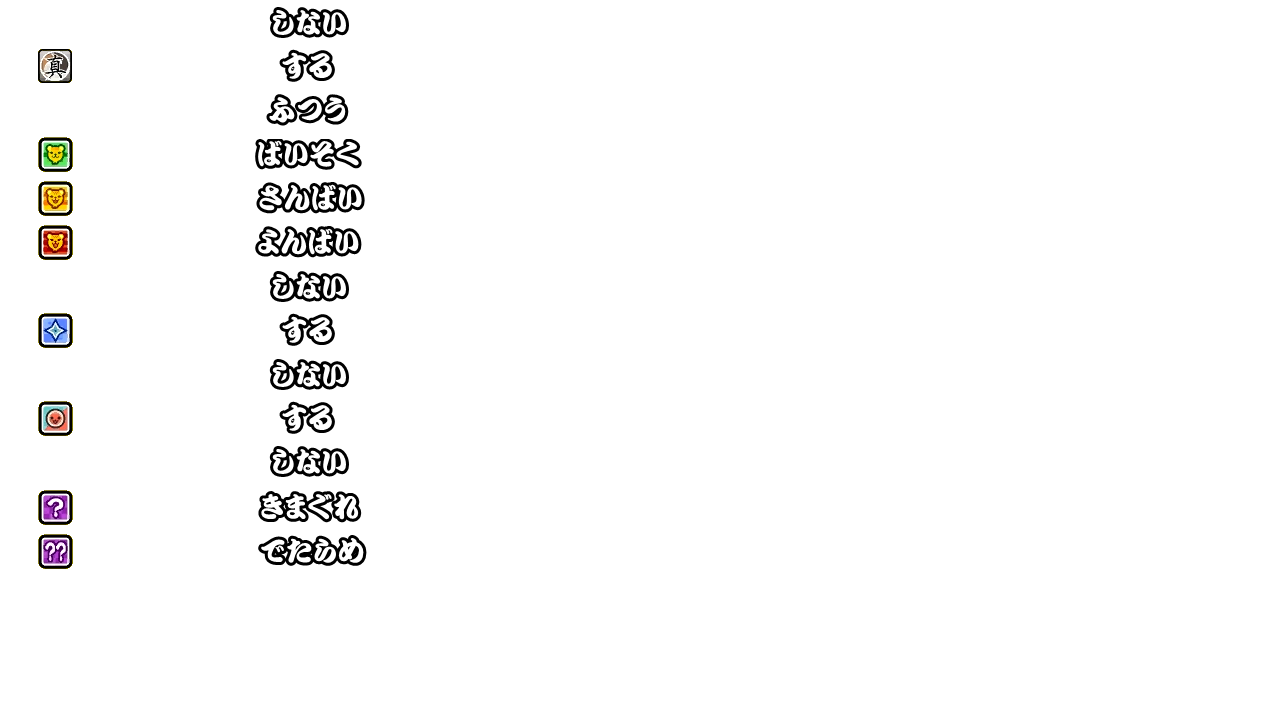 しない
真 する
ふつう
ばいそく
さんばい
よんばい
しない
する
しない
する
しない
? きまぐれ
?? でたらめ